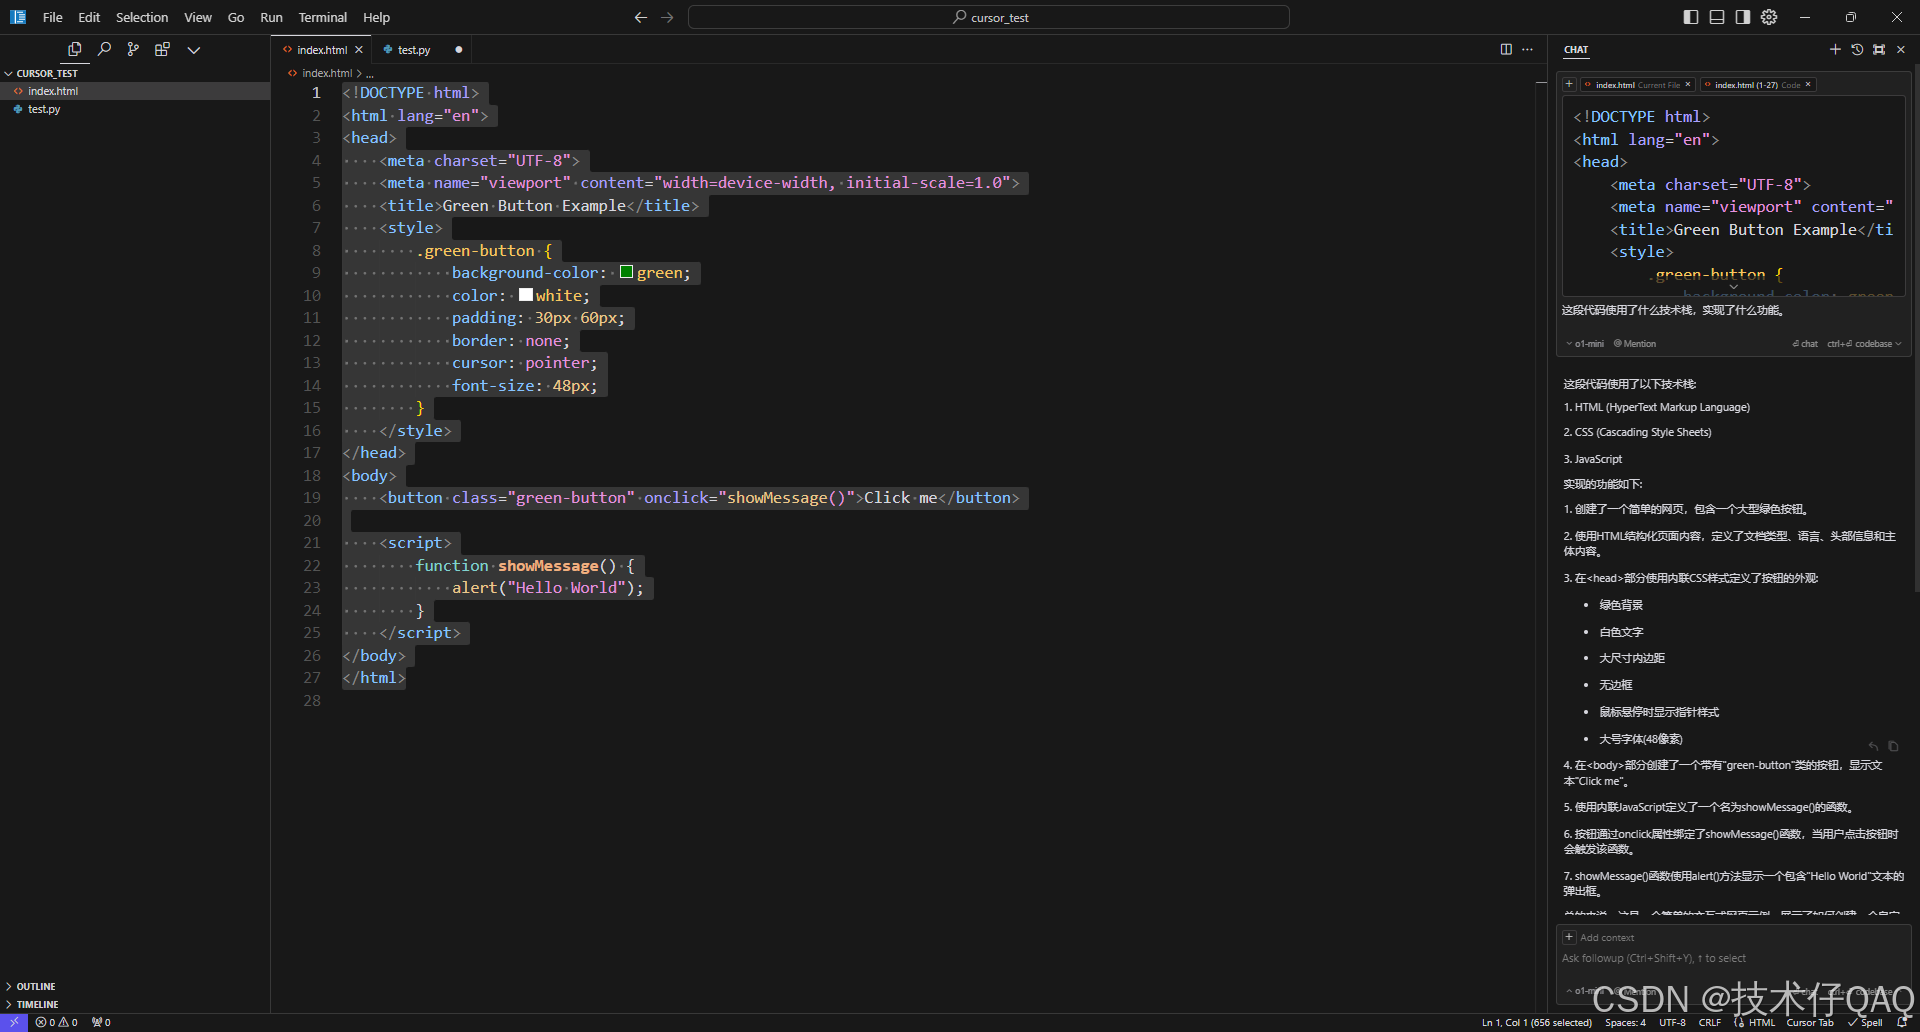 File Edit Selection View Go Run Terminal Help
cursor_test
CURSOR_TEST
index.html
test.py
OUTLINE
TIMELINE
index.html
test.py
index.html > ...
1 <!DOCTYPE html>
2 <html lang="en">
3 <head>
4     <meta charset="UTF-8">
5     <meta name="viewport" content="width=device-width, initial-scale=1.0">
6     <title>Green Button Example</title>
7     <style>
8         .green-button {
9             background-color: green;
10             color: white;
11             padding: 30px 60px;
12             border: none;
13             cursor: pointer;
14             font-size: 48px;
15         }
16     </style>
17 </head>
18 <body>
19     <button class="green-button" onclick="showMessage()">Click me</button>
20
21     <script>
22         function showMessage() {
23             alert("Hello World");
24         }
25     </script>
26 </body>
27 </html>
28
CHAT
index.html Current File
index.html (1-27) Code
<!DOCTYPE html>
<html lang="en">
<head>
    <meta charset="UTF-8">
    <meta name="viewport" content="
    <title>Green Button Example</ti
    <style>
        .green-button {
            background-color: green
这段代码使用了什么技术栈，实现了什么功能。
o1-mini @ Mention
chat ctrl+⏎ codebase
这段代码使用了以下技术栈:
1. HTML (HyperText Markup Language)
2. CSS (Cascading Style Sheets)
3. JavaScript
实现的功能如下:
1. 创建了一个简单的网页，包含一个大型绿色按钮。
2. 使用HTML结构化页面内容，定义了文档类型、语言、头部信息和主
体内容。
3. 在<head>部分使用内联CSS样式定义了按钮的外观:
• 绿色背景
• 白色文字
• 大尺寸内边距
• 无边框
• 鼠标悬停时显示指针样式
• 大号字体(48像素)
4. 在<body>部分创建了一个带有"green-button"类的按钮，显示文
本"Click me"。
5. 使用内联JavaScript定义了一个名为showMessage()的函数。
6. 按钮通过onclick属性绑定了showMessage()函数，当用户点击按钮时
会触发该函数。
7. showMessage()函数使用alert()方法显示一个包含"Hello World"文本的
弹出框。
Add context
Ask followup (Ctrl+Shift+Y), ↑ to select
CSDN @技术仔QAQ
0 0 0
Ln 1, Col 1 (656 selected) Spaces: 4 UTF-8 CRLF HTML Cursor Tab Spell